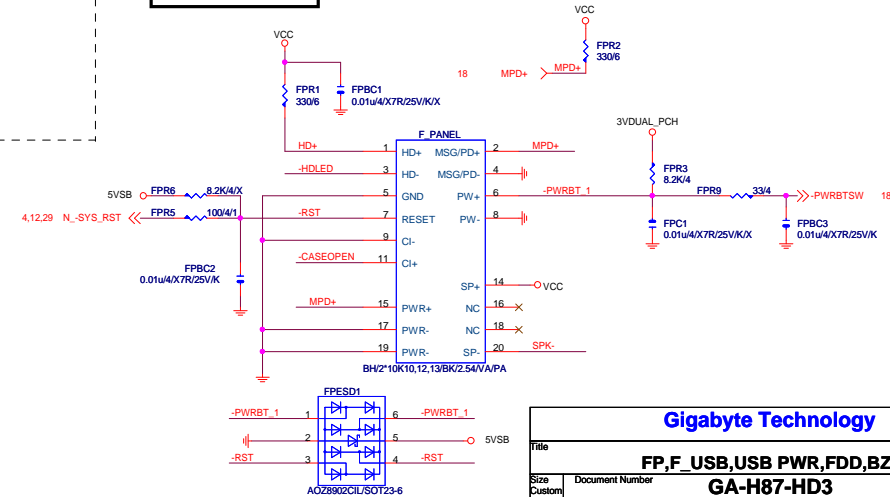 VCC
VCC
FPR2
330/6
FPR1
330/6
FPBC1
0.01u/4/X7R/25V/K/X
18 MPD+
MPD+
3VDUAL_PCH
F_PANEL
HD+
1 HD+ MSG/PD+ 2
MPD+
-HDLED
3 HD- MSG/PD- 4
FPR3
8.2K/4
5VSB FPR6 8.2K/4/X
5 GND PW+ 6
-PWRBT_1
FPR9 33/4
-PWRBTSW 18
4,12,29 N_-SYS_RST FPR5 100/4/1
-RST
7 RESET PW- 8
9 CI-
FPC1
0.01u/4/X7R/25V/K/X
FPBC3
0.01u/4/X7R/25V/K
-CASEOPEN
11 CI+
FPBC2
0.01u/4/X7R/25V/K
SP+ 14 VCC
MPD+
15 PWR+ NC 16
17 PWR- NC 18
19 PWR- SP- 20
SPK-
BH/2*10K10,12,13/BK/2.54/VA/PA
FPESD1
-PWRBT_1 1 6 -PWRBT_1
2 5 5VSB
-RST 3 4 -RST
AOZ8902CIL/SOT23-6
Gigabyte Technology
Title
FP,F_USB,USB PWR,FDD,BZ
Size Document Number
Custom GA-H87-HD3